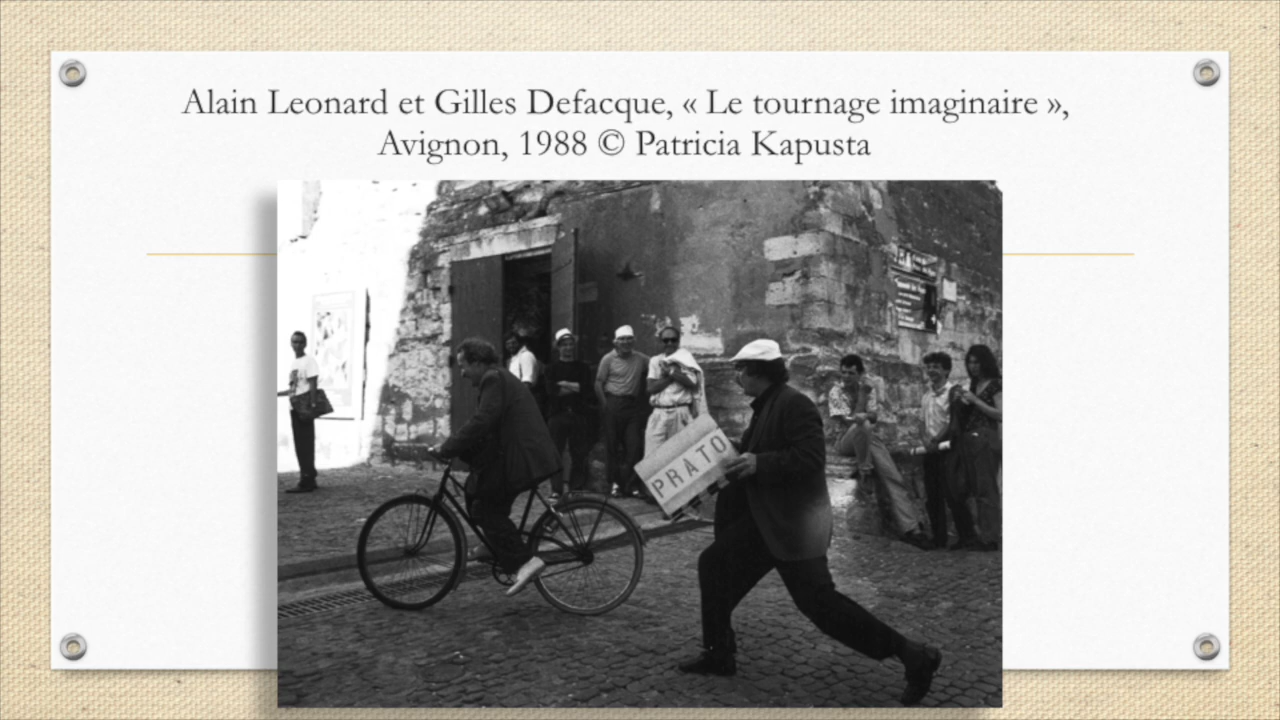 Alain Leonard et Gilles Defacque, « Le tournage imaginaire »,
Avignon, 1988 © Patricia Kapusta
PRATO